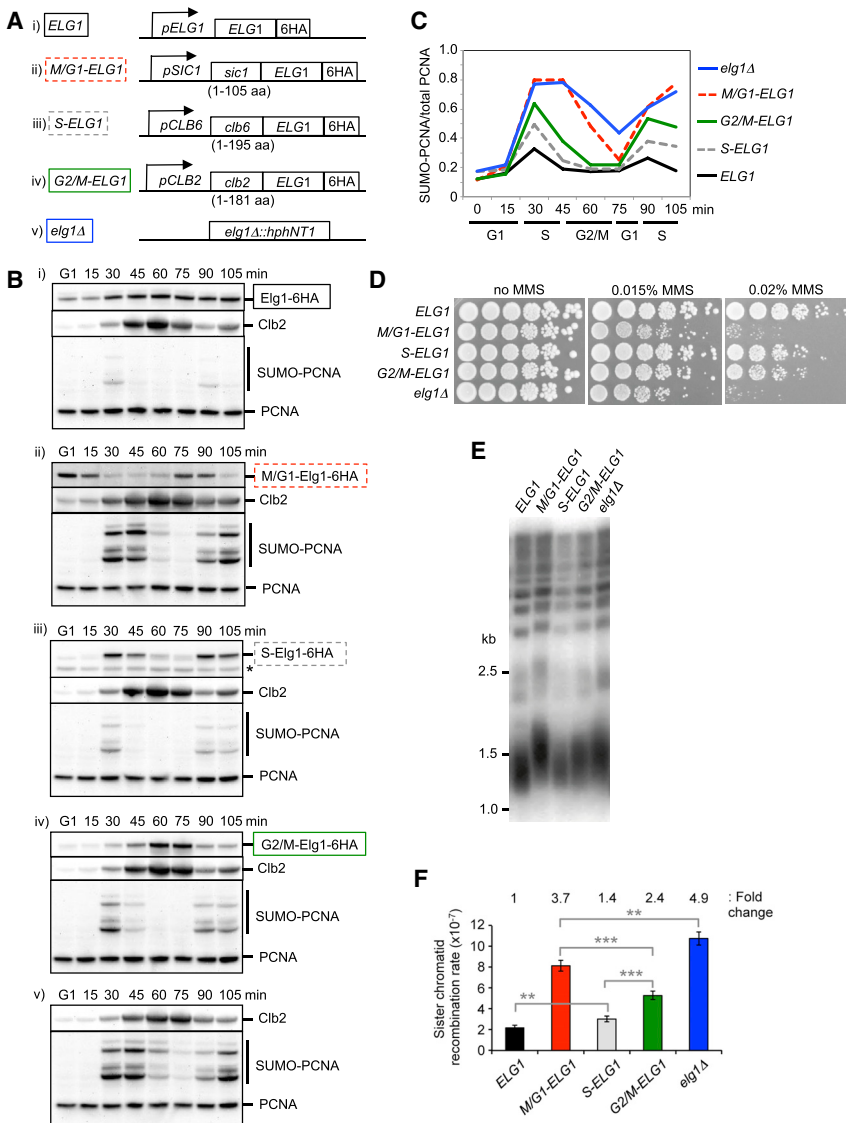 A
i) ELG1
pELG1 ELG1 6HA
ii) M/G1-ELG1
pSIC1 sic1 ELG1 6HA
(1-105 aa)
iii) S-ELG1
pCLB6 clb6 ELG1 6HA
(1-195 aa)
iv) G2/M-ELG1
pCLB2 clb2 ELG1 6HA
(1-181 aa)
v) elg1Δ
elg1Δ::hphNT1
B
i) G1 15 30 45 60 75 90 105 min
Elg1-6HA
Clb2
SUMO-PCNA
PCNA
ii) G1 15 30 45 60 75 90 105 min
M/G1-Elg1-6HA
Clb2
SUMO-PCNA
PCNA
iii) G1 15 30 45 60 75 90 105 min
S-Elg1-6HA
*
Clb2
SUMO-PCNA
PCNA
iv) G1 15 30 45 60 75 90 105 min
G2/M-Elg1-6HA
Clb2
SUMO-PCNA
PCNA
v) G1 15 30 45 60 75 90 105 min
Clb2
SUMO-PCNA
PCNA
C
SUMO-PCNA/total PCNA
1.0
0.8
0.6
0.4
0.2
0
0 15 30 45 60 75 90 105 min
G1 S G2/M G1 S
elg1Δ
M/G1-ELG1
G2/M-ELG1
S-ELG1
ELG1
D
no MMS 0.015% MMS 0.02% MMS
ELG1
M/G1-ELG1
S-ELG1
G2/M-ELG1
elg1Δ
E
ELG1
M/G1-ELG1
S-ELG1
G2/M-ELG1
elg1Δ
kb
2.5
1.5
1.0
F
1 3.7 1.4 2.4 4.9 : Fold
change
Sister chromatid
recombination rate (x10-7)
12
10
8
6
4
2
0
**
***
***
**
ELG1
M/G1-ELG1
S-ELG1
G2/M-ELG1
elg1Δ